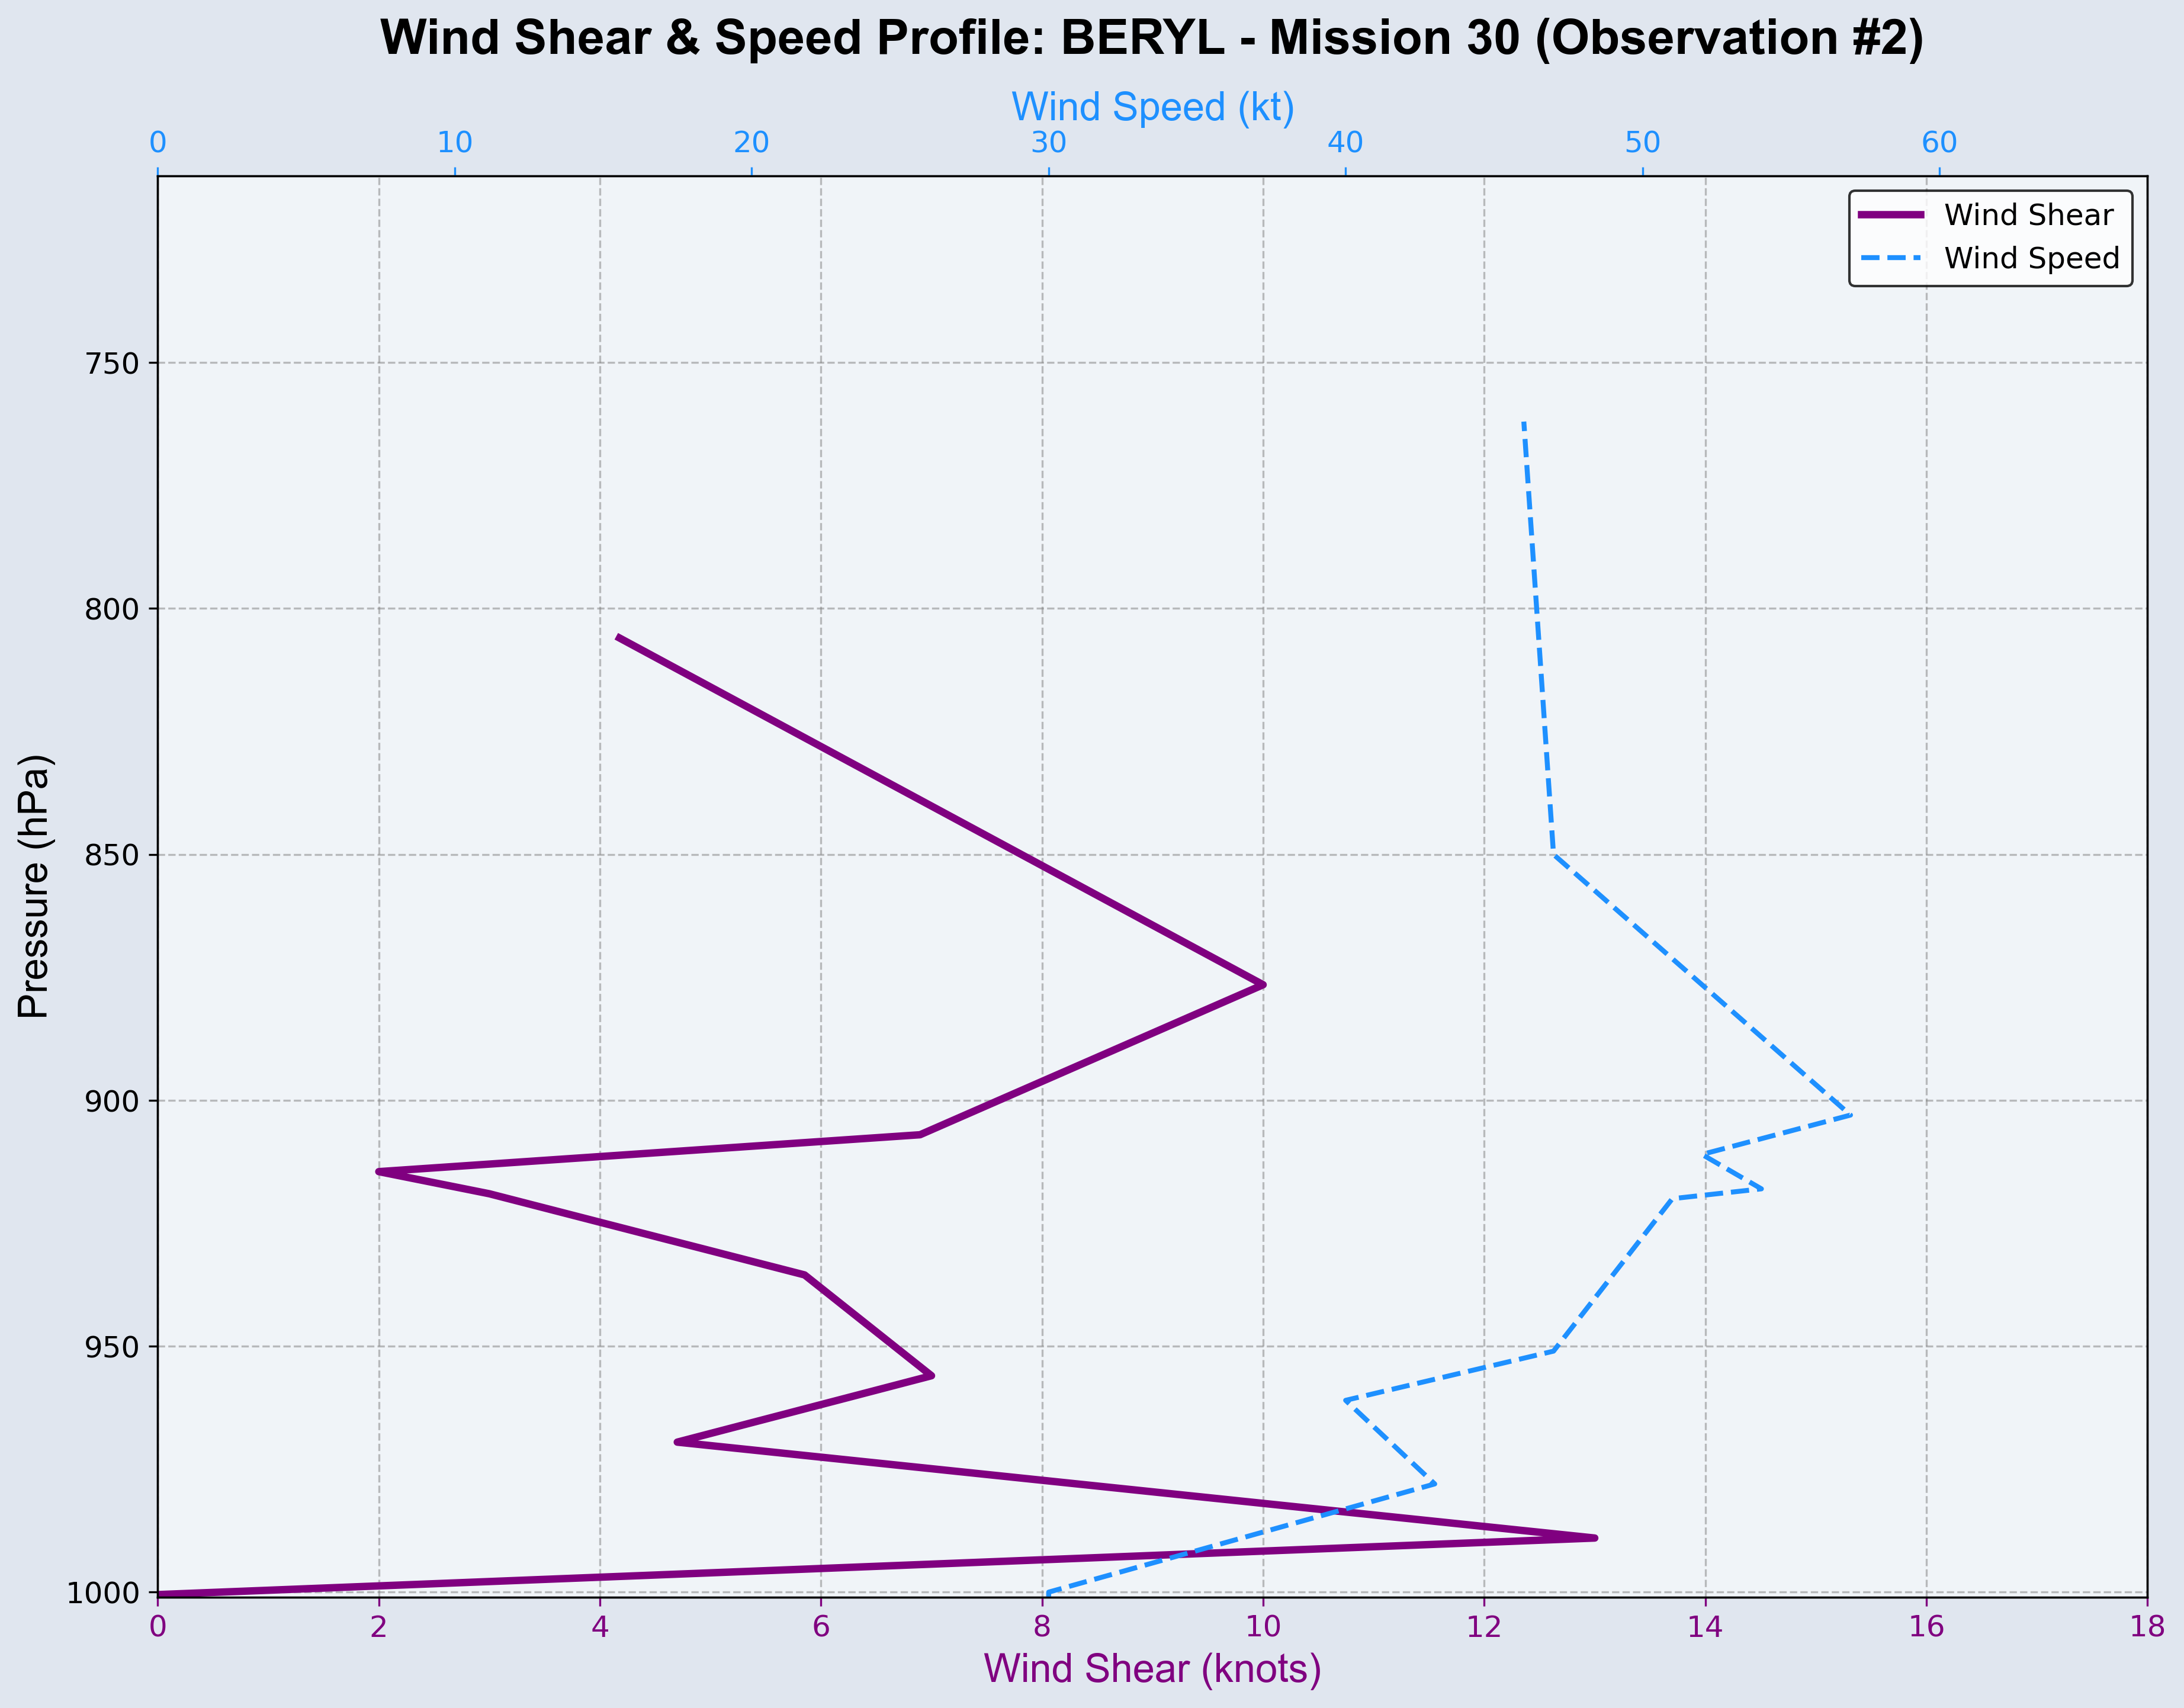 Wind Shear & Speed Profile: BERYL - Mission 30 (Observation #2)
Wind Speed (kt)
0 10 20 30 40 50 60
Wind Shear
Wind Speed
750
800
850
900
950
1000
Pressure (hPa)
0 2 4 6 8 10 12 14 16 18
Wind Shear (knots)